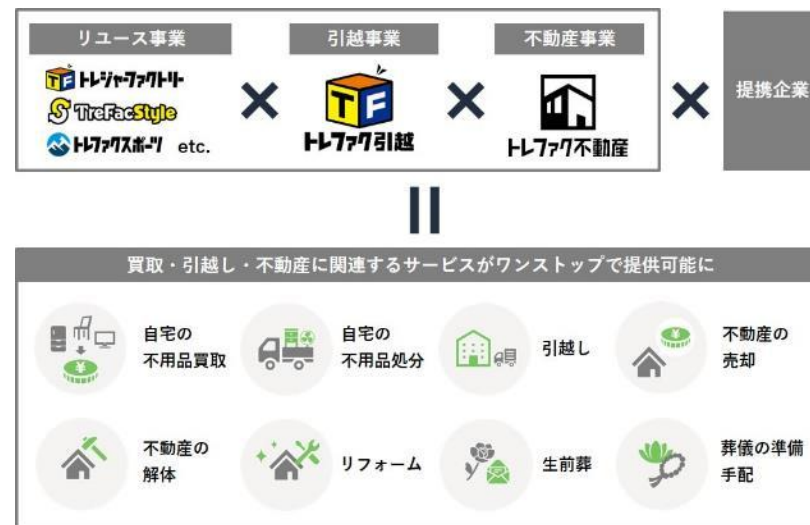 リユース事業
引越事業
不動産事業
TF トレジャーファクトリー
S TreFacStyle
トレファクスポーツ etc.
TF
トレファク引越
トレファク不動産
提携企業
買取・引越し・不動産に関連するサービスがワンストップで提供可能に
自宅の
不用品買取
自宅の
不用品処分
引越し
不動産の
売却
不動産の
解体
リフォーム
生前葬
葬儀の準備
手配